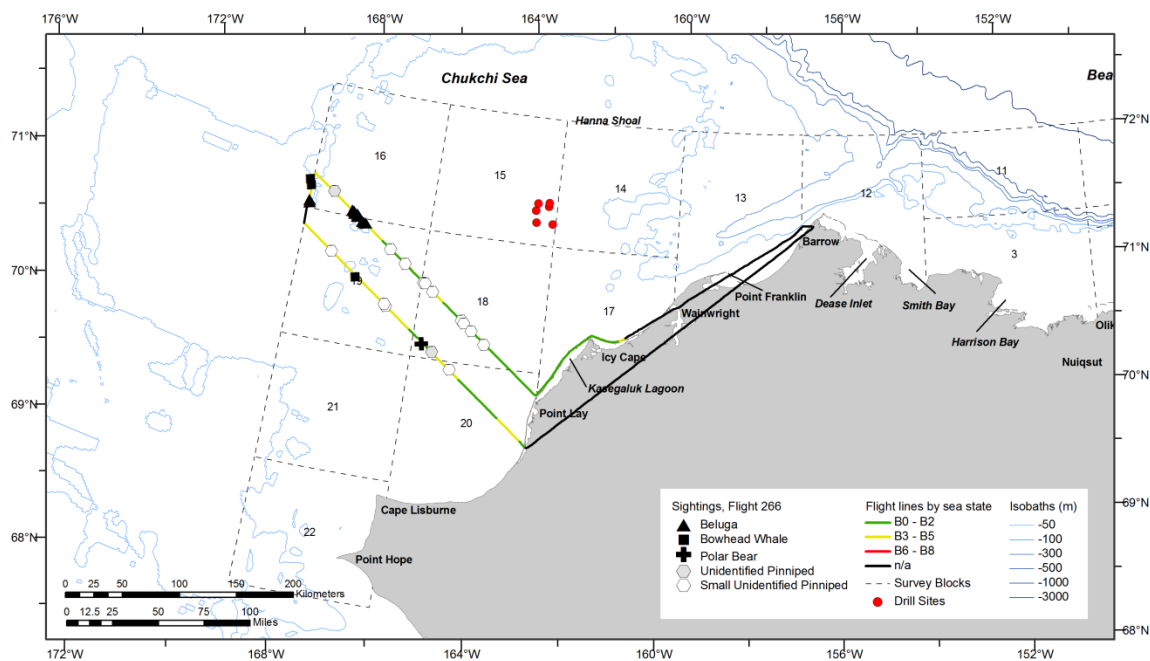 176°W 172°W 168°W 164°W 160°W 156°W 152°W
Chukchi Sea
Bea
Hanna Shoal
71°N
72°N
16
15
14
13
12
11
Barrow
71°N
3
Dease Inlet
Smith Bay
Point Franklin
70°N
19
18
17
Wainwright
Harrison Bay
Olik
Icy Cape
Nuiqsut
Kasegaluk Lagoon
70°N
69°N
21
20
Point Lay
Cape Lisburne
69°N
22
Point Hope
68°N
68°N
Sightings, Flight 266
Beluga
Bowhead Whale
Polar Bear
Unidentified Pinniped
Small Unidentified Pinniped
Flight lines by sea state
B0 - B2
B3 - B5
B6 - B8
n/a
Survey Blocks
Drill Sites
Isobaths (m)
-50
-100
-300
-500
-1000
-3000
0 25 50 100 150 200
Kilometers
0 12.5 25 50 75 100
Miles
172°W 168°W 164°W 160°W 156°W 152°W